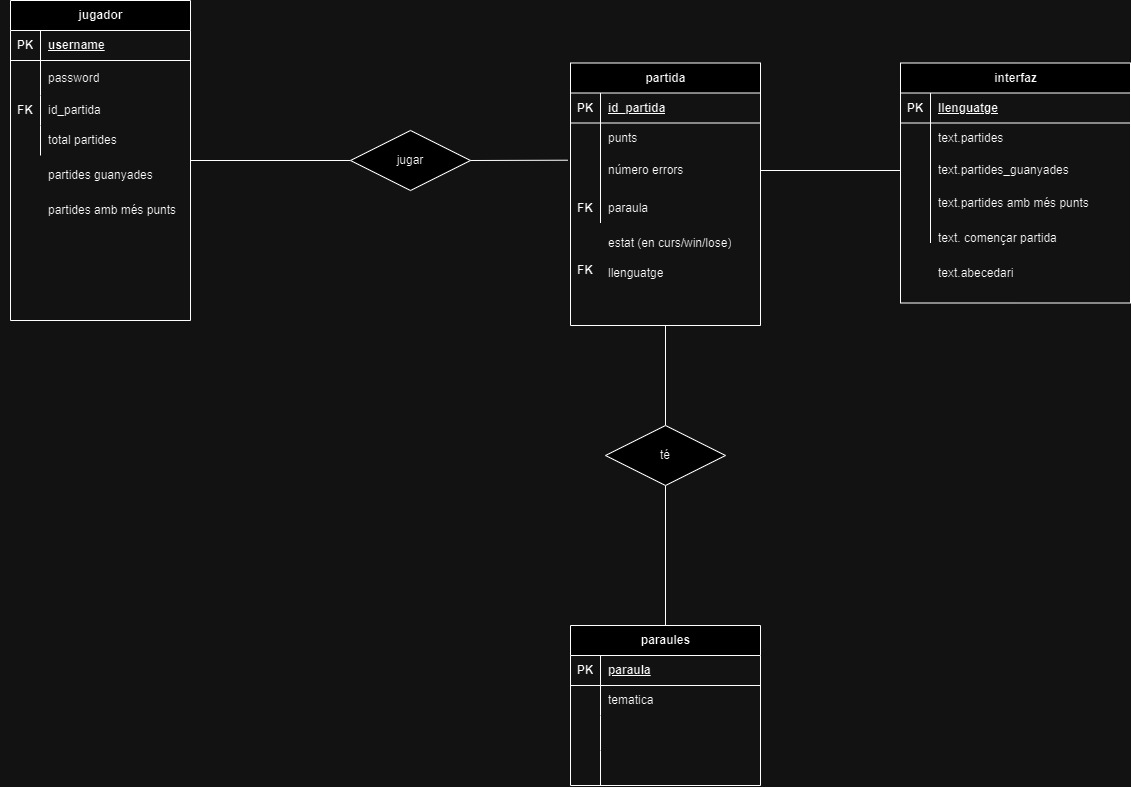 jugador
PK username
password
FK id_partida
total partides
partides guanyades
partides amb més punts
jugar
partida
PK id_partida
punts
número errors
FK paraula
estat (en curs/win/lose)
FK llenguatge
interfaz
PK llenguatge
text.partides
text.partides_guanyades
text.partides amb més punts
text. començar partida
text.abecedari
té
paraules
PK paraula
tematica